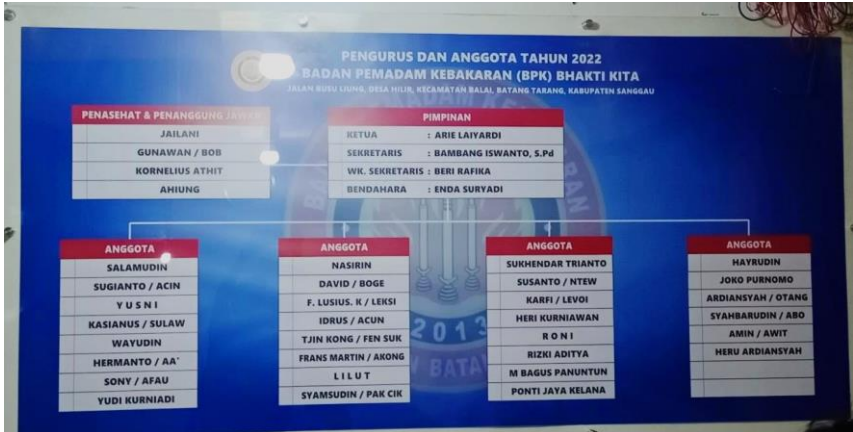 PENGURUS DAN ANGGOTA TAHUN 2022
BADAN PEMADAM KEBAKARAN (BPK) BHAKTI KITA
JALAN BUSU LIUNG, DESA HILIR, KECAMATAN BALAI, BATANG TARANG, KABUPATEN SANGGAU
PENASEHAT & PENANGGUNG JAWAB
JAILANI
GUNAWAN / BOB
KORNELIUS ATHIT
AHIUNG
PIMPINAN
KETUA : ARIE LAIYARDI
SEKRETARIS : BAMBANG ISWANTO, S.Pd
WK. SEKRETARIS : BERI RAFIKA
BENDAHARA : ENDA SURYADI
ANGGOTA
SALAMUDIN
SUGIANTO / ACIN
Y U S N I
KASIANUS / SULAW
WAYUDIN
HERMANTO / AA'
SONY / AFAU
YUDI KURNIADI
ANGGOTA
NASIRIN
DAVID / BOGE
F. LUSIUS. K / LEKSI
IDRUS / ACUN
TJIN KONG / FEN SUK
FRANS MARTIN / AKONG
L I L U T
SYAMSUDIN / PAK CIK
ANGGOTA
SUKHENDAR TRIANTO
SUSANTO / NTEW
KARFI / LEVOI
HERI KURNIAWAN
R O N I
RIZKI ADITYA
M BAGUS PANUNTUN
PONTI JAYA KELANA
ANGGOTA
HAYRUDIN
JOKO PURNOMO
ARDIANSYAH / OTANG
SYAHBARUDIN / ABO
AMIN / AWIT
HERU ARDIANSYAH
2013